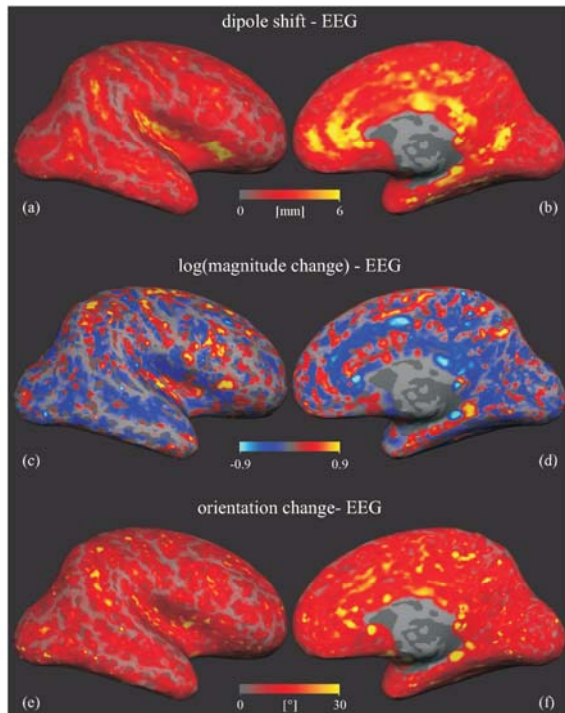 dipole shift - EEG
(a)
0 [mm] 6
(b)
log(magnitude change) - EEG
(c)
-0.9 0.9
(d)
orientation change- EEG
(e)
0 [°] 30
(f)